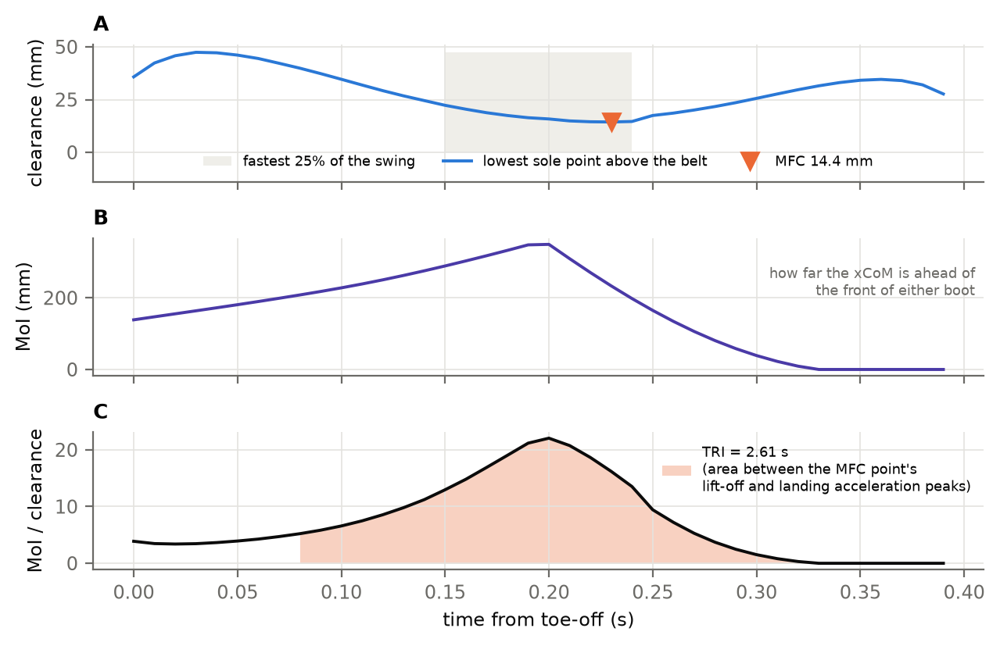 A
clearance (mm)
50
25
0
fastest 25% of the swing
lowest sole point above the belt
MFC 14.4 mm
B
MoI (mm)
200
0
how far the xCoM is ahead of
the front of either boot
C
MoI / clearance
20
10
0
TRI = 2.61 s
(area between the MFC point's
lift-off and landing acceleration peaks)
0.00 0.05 0.10 0.15 0.20 0.25 0.30 0.35 0.40
time from toe-off (s)